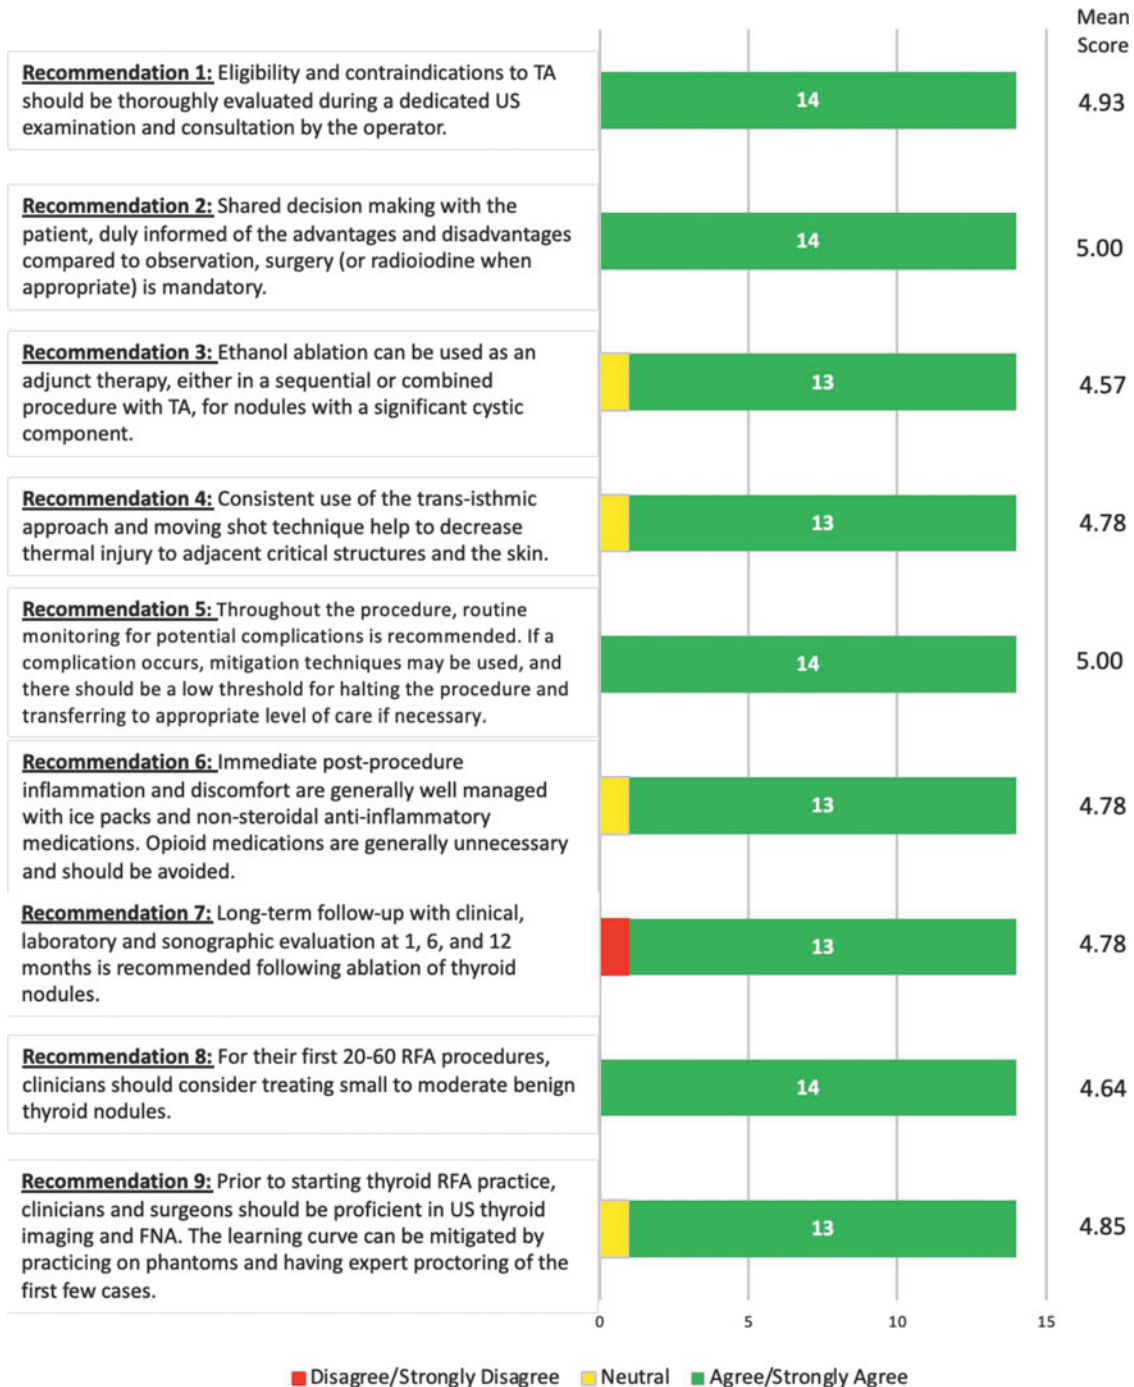 Mean
Score
Recommendation 1: Eligibility and contraindications to TA
should be thoroughly evaluated during a dedicated US
examination and consultation by the operator.
14
4.93
Recommendation 2: Shared decision making with the
patient, duly informed of the advantages and disadvantages
compared to observation, surgery (or radioiodine when
appropriate) is mandatory.
14
5.00
Recommendation 3: Ethanol ablation can be used as an
adjunct therapy, either in a sequential or combined
procedure with TA, for nodules with a significant cystic
component.
13
4.57
Recommendation 4: Consistent use of the trans-isthmic
approach and moving shot technique help to decrease
thermal injury to adjacent critical structures and the skin.
13
4.78
Recommendation 5: Throughout the procedure, routine
monitoring for potential complications is recommended. If a
complication occurs, mitigation techniques may be used, and
there should be a low threshold for halting the procedure and
transferring to appropriate level of care if necessary.
14
5.00
Recommendation 6: Immediate post-procedure
inflammation and discomfort are generally well managed
with ice packs and non-steroidal anti-inflammatory
medications. Opioid medications are generally unnecessary
and should be avoided.
13
4.78
Recommendation 7: Long-term follow-up with clinical,
laboratory and sonographic evaluation at 1, 6, and 12
months is recommended following ablation of thyroid
nodules.
13
4.78
Recommendation 8: For their first 20-60 RFA procedures,
clinicians should consider treating small to moderate benign
thyroid nodules.
14
4.64
Recommendation 9: Prior to starting thyroid RFA practice,
clinicians and surgeons should be proficient in US thyroid
imaging and FNA. The learning curve can be mitigated by
practicing on phantoms and having expert proctoring of the
first few cases.
13
4.85
0 5 10 15
Disagree/Strongly Disagree Neutral Agree/Strongly Agree